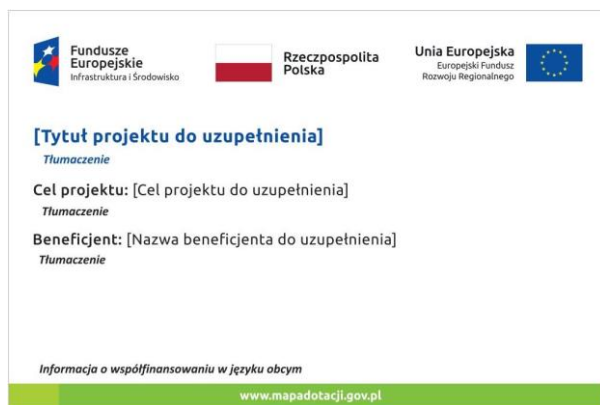 Fundusze
Europejskie
Infrastruktura i Środowisko
Rzeczpospolita
Polska
Unia Europejska
Europejski Fundusz
Rozwoju Regionalnego
[Tytuł projektu do uzupełnienia]
Tłumaczenie
Cel projektu: [Cel projektu do uzupełnienia]
Tłumaczenie
Beneficjent: [Nazwa beneficjenta do uzupełnienia]
Tłumaczenie
Informacja o współfinansowaniu w języku obcym
www.mapadotacji.gov.pl